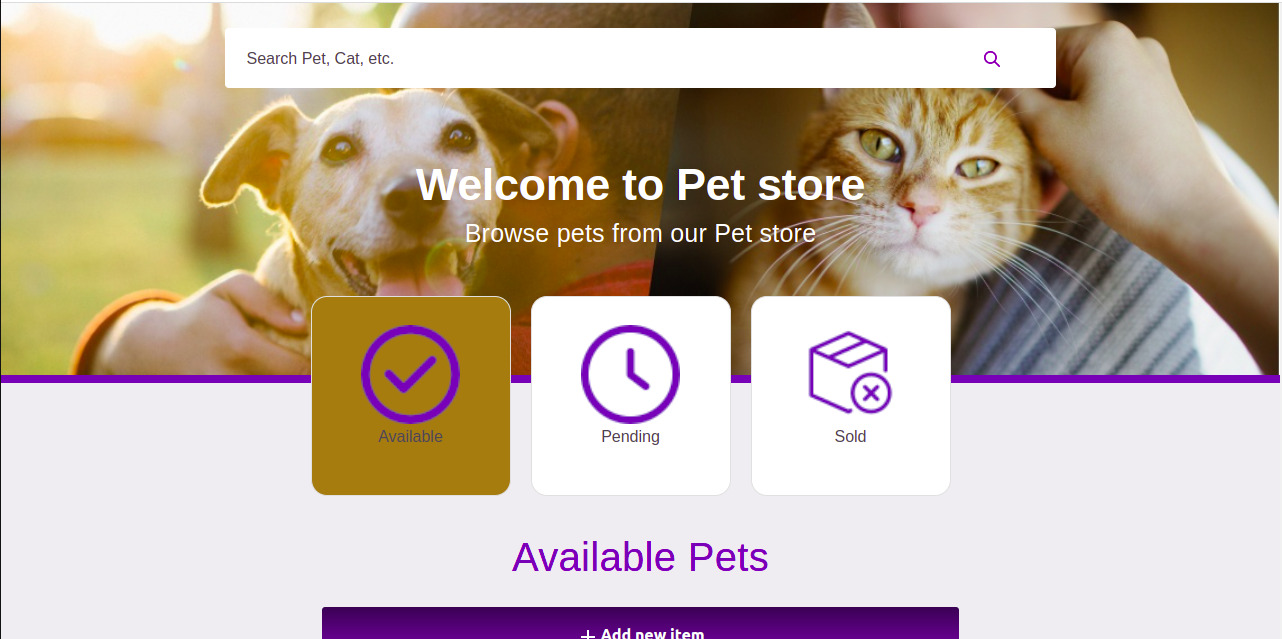 Search Pet, Cat, etc.
Welcome to Pet store
Browse pets from our Pet store
Available
Pending
Sold
Available Pets
+ Add new item